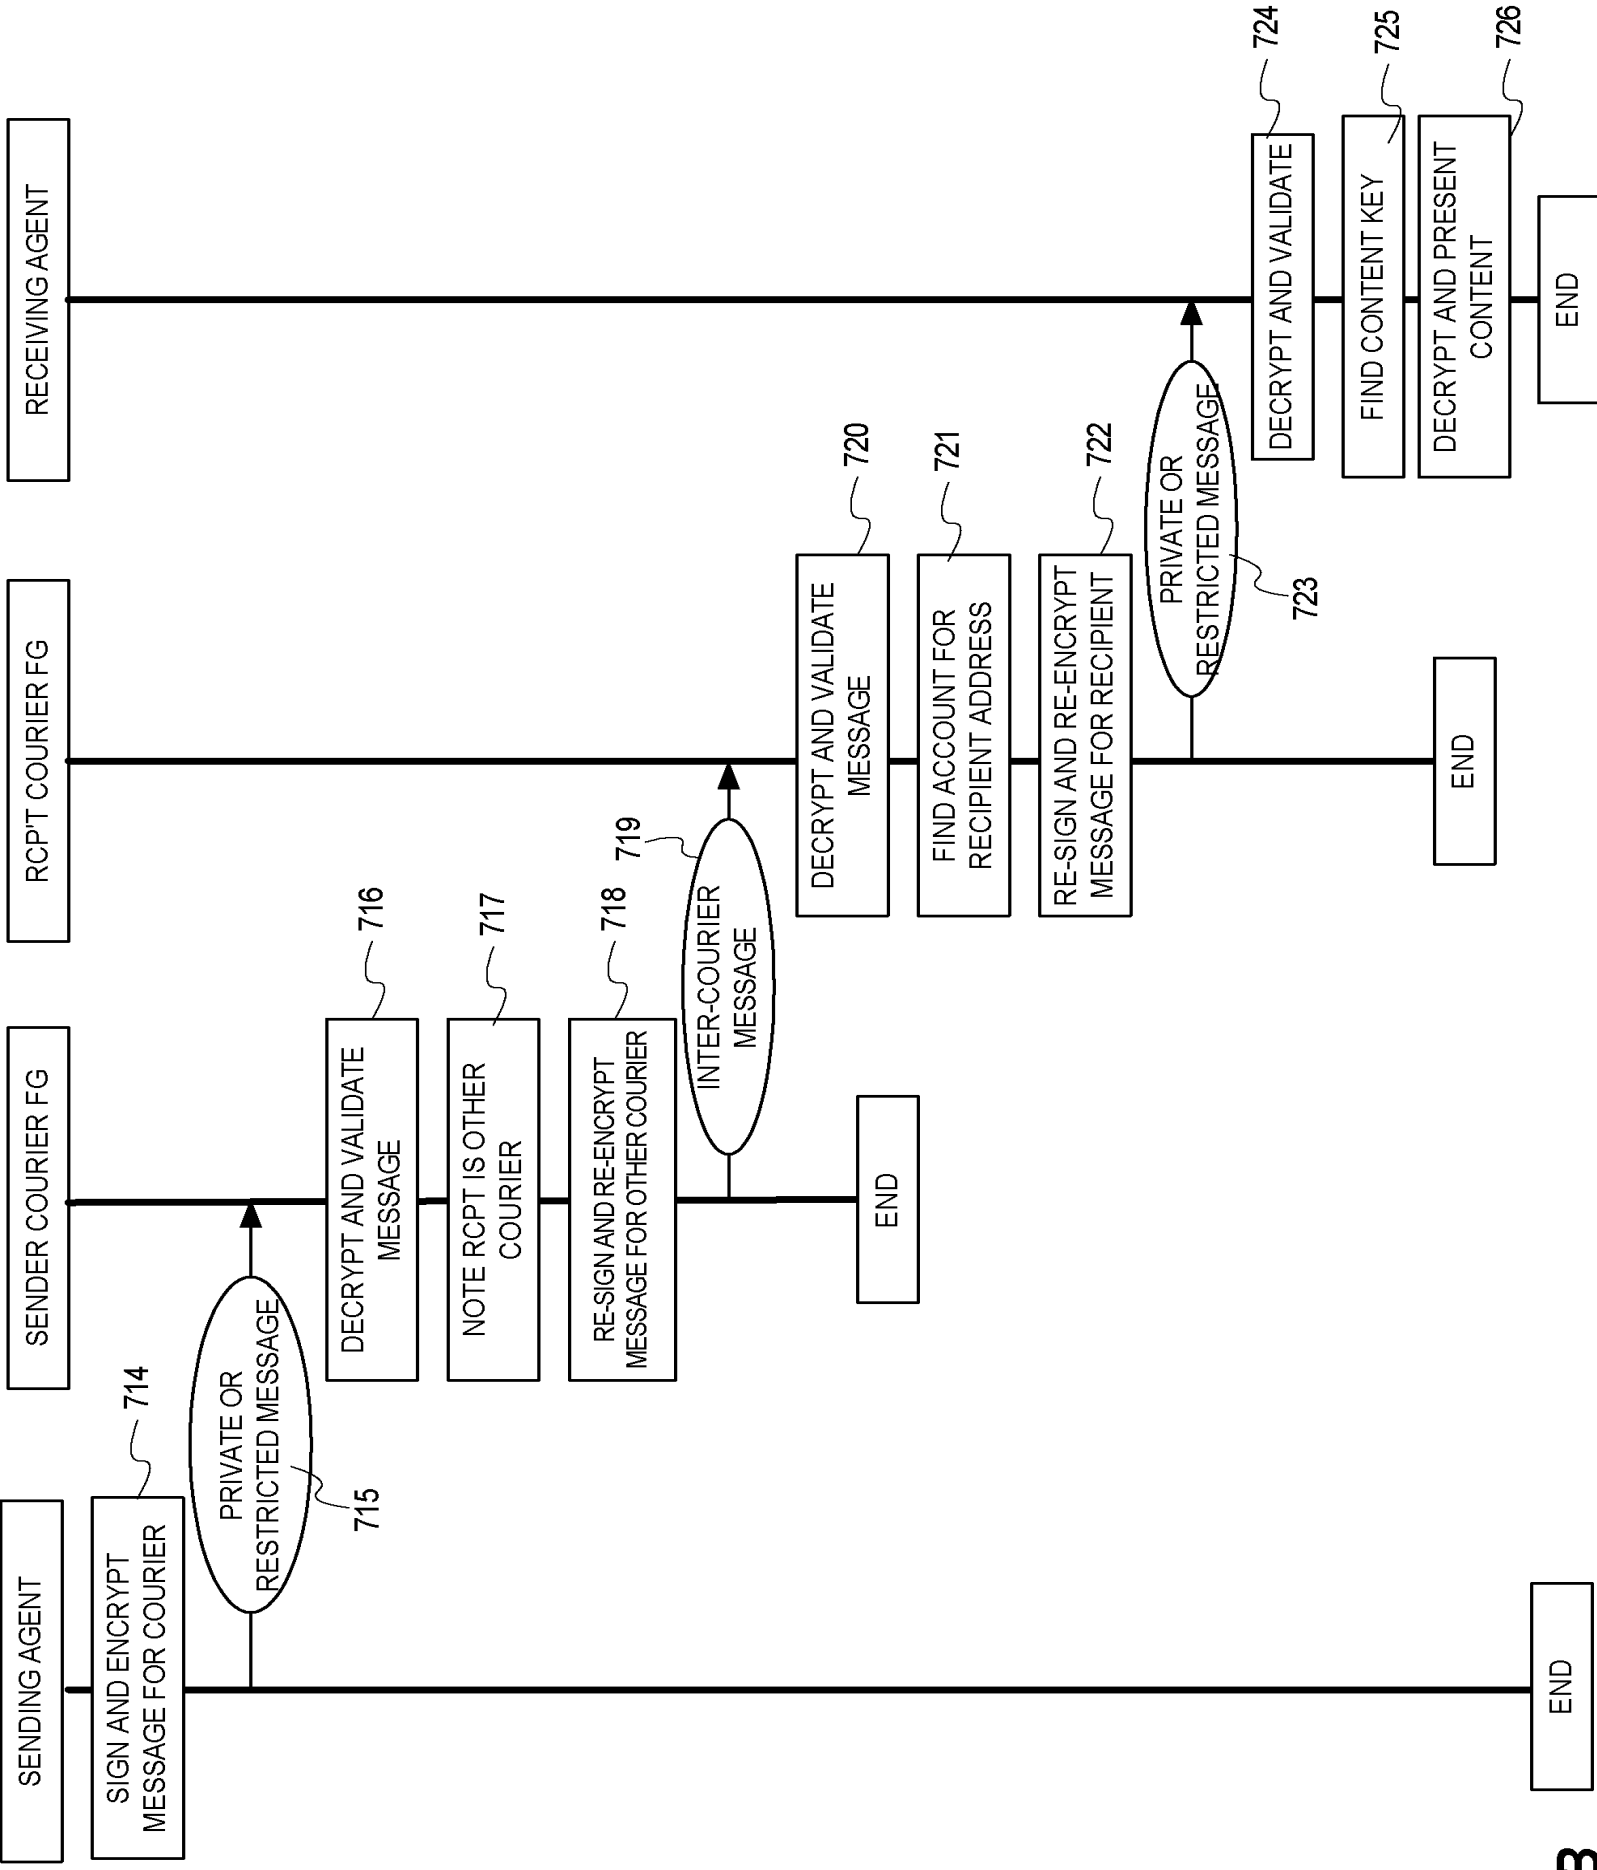 SENDING AGENT
SENDER COURIER FG
RCP'T COURIER FG
RECEIVING AGENT
SIGN AND ENCRYPT
MESSAGE FOR COURIER
714
PRIVATE OR
RESTRICTED MESSAGE
715
DECRYPT AND VALIDATE
MESSAGE
716
NOTE RCPT IS OTHER
COURIER
717
RE-SIGN AND RE-ENCRYPT
MESSAGE FOR OTHER COURIER
718
INTER-COURIER
MESSAGE
719
DECRYPT AND VALIDATE
MESSAGE
720
END
FIND ACCOUNT FOR
RECIPIENT ADDRESS
721
RE-SIGN AND RE-ENCRYPT
MESSAGE FOR RECIPIENT
722
PRIVATE OR
RESTRICTED MESSAGE
723
DECRYPT AND VALIDATE
724
FIND CONTENT KEY
725
DECRYPT AND PRESENT
CONTENT
726
END
END
END